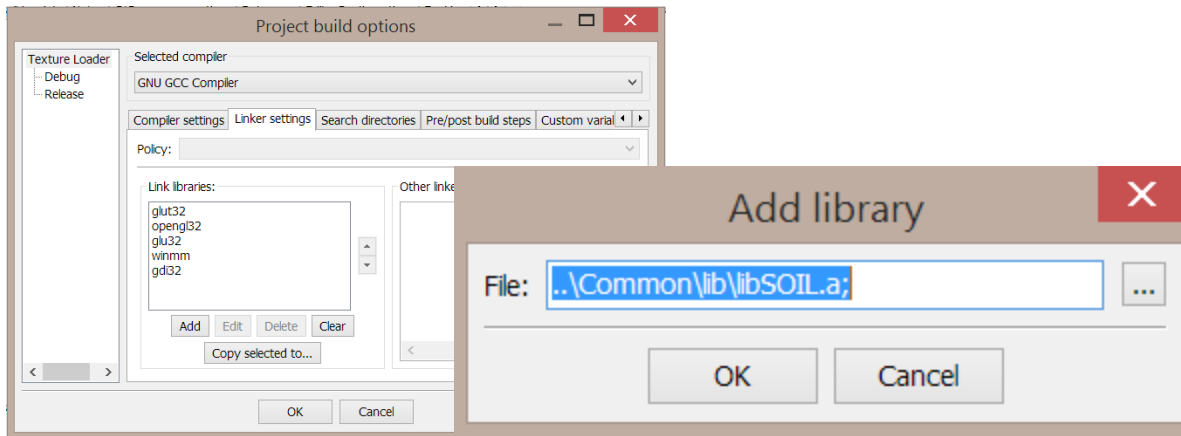 Project build options
Texture Loader
Debug
Release
Selected compiler
GNU GCC Compiler
Compiler settings
Linker settings
Search directories
Pre/post build steps
Custom varial
Policy:
Link libraries:
glut32
opengl32
glu32
winmm
gdi32
Add
Edit
Delete
Clear
Copy selected to...
Other linke
OK
Cancel
Add library
File:
..\Common\lib\libSOIL.a;
...
OK
Cancel